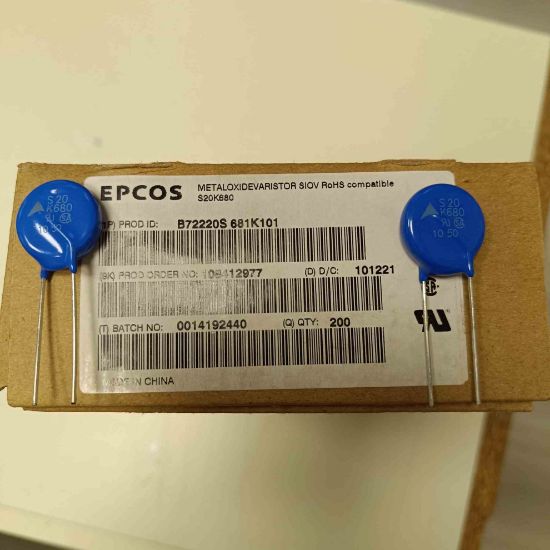 EPCOS METALOXIDEVARISTOR SIOV RoHS compatible
S20K680
(1P) PROD ID: B72220S 681K101
(9K) PROD ORDER NO: 109412977 (D) D/C: 101221
(T) BATCH NO: 0014192440 (Q) QTY: 200
MADE IN CHINA
S 20
K680
10 50
S 20
K680
10 50